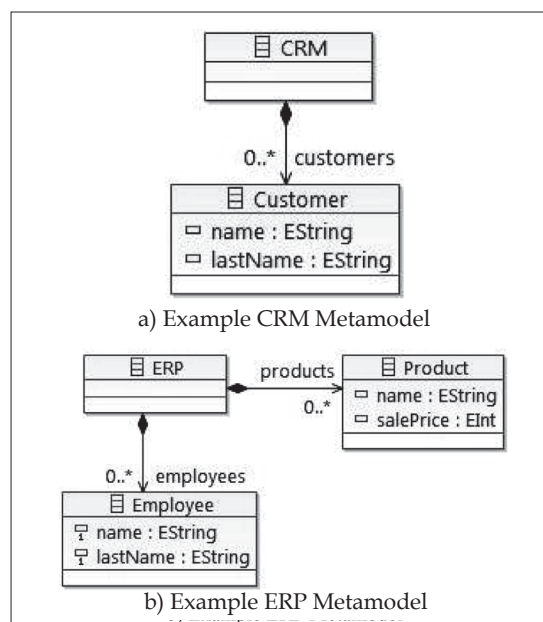 CRM
0..* customers
Customer
name : EString
lastName : EString
a) Example CRM Metamodel
ERP
products
0..*
Product
name : EString
salePrice : EInt
0..* employees
Employee
name : EString
lastName : EString
b) Example ERP Metamodel